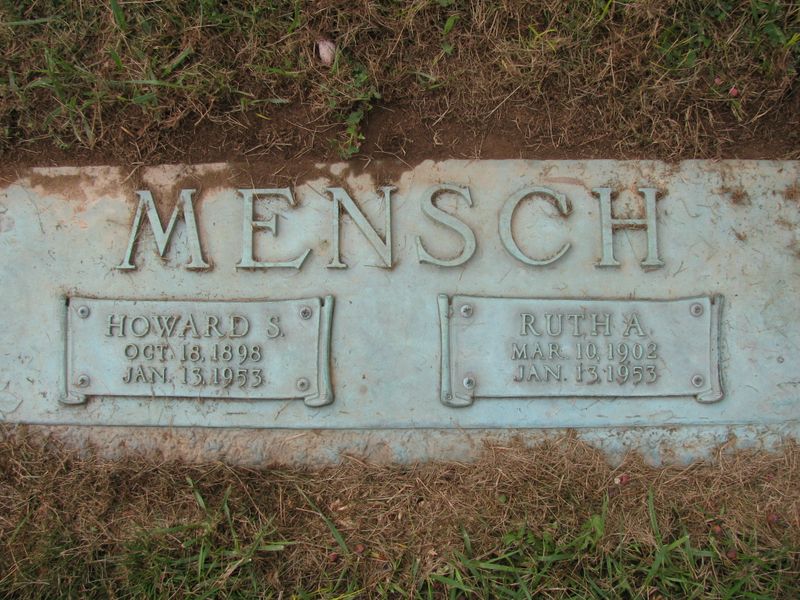 MENSCH
HOWARD S.
OCT. 18, 1898
JAN. 13, 1953
RUTH A.
MAR. 10, 1902
JAN. 13, 1953